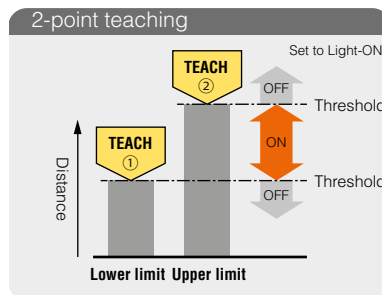 2-point teaching
Set to Light-ON
TEACH
②
OFF
Threshold
TEACH
①
ON
Threshold
OFF
Distance
Lower limit Upper limit